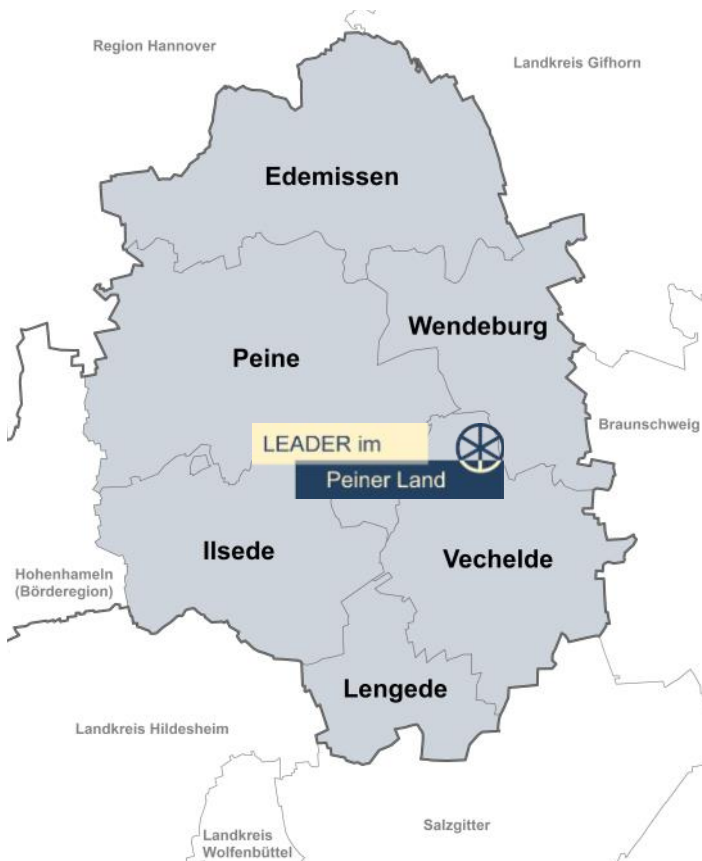 Region Hannover
Landkreis Gifhorn
Edemissen
Wendeburg
Peine
Braunschweig
LEADER im
Peiner Land
Ilsede
Vechelde
Hohenhameln
(Börderegion)
Lengede
Landkreis Hildesheim
Salzgitter
Landkreis
Wolfenbüttel